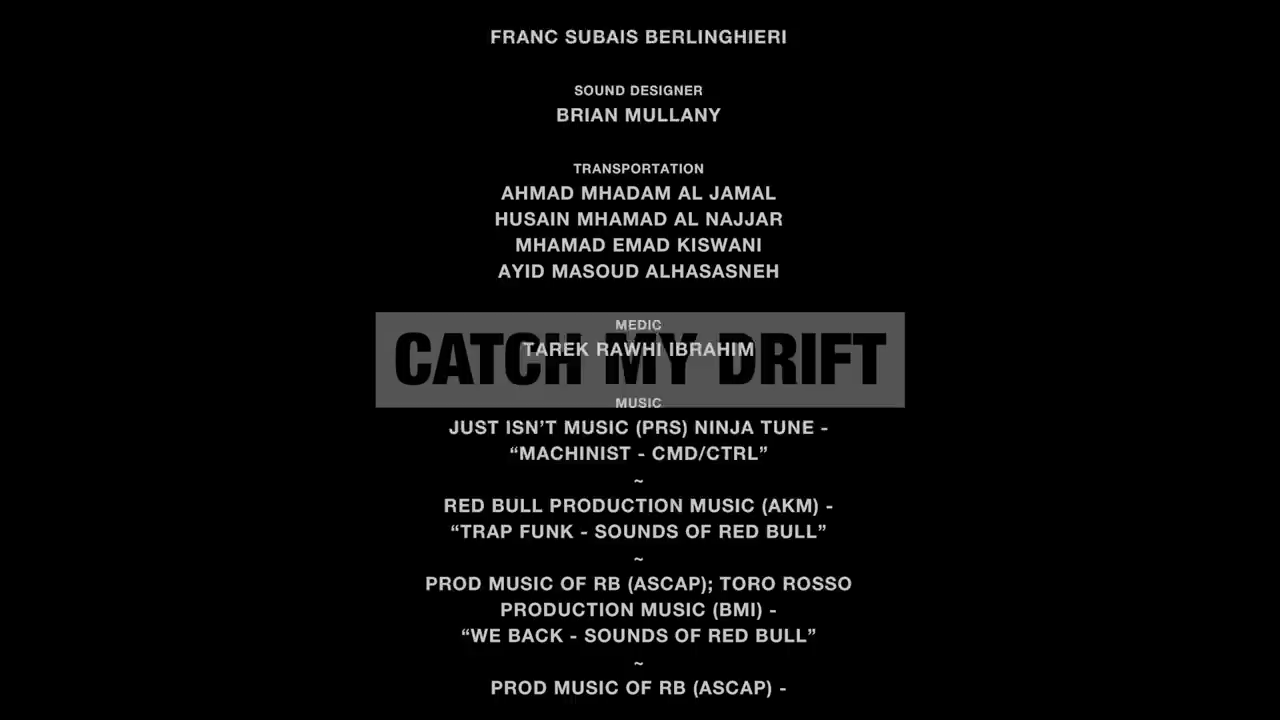 FRANC SUBAIS BERLINGHIERI
SOUND DESIGNER
BRIAN MULLANY
TRANSPORTATION
AHMAD MHADAM AL JAMAL
HUSAIN MHAMAD AL NAJJAR
MHAMAD EMAD KISWANI
AYID MASOUD ALHASASNEH
MEDIC
TAREK RAWHI IBRAHIM
CATCH MY DRIFT
MUSIC
JUST ISN’T MUSIC (PRS) NINJA TUNE -
“MACHINIST - CMD/CTRL”
~
RED BULL PRODUCTION MUSIC (AKM) -
“TRAP FUNK - SOUNDS OF RED BULL”
~
PROD MUSIC OF RB (ASCAP); TORO ROSSO
PRODUCTION MUSIC (BMI) -
“WE BACK - SOUNDS OF RED BULL”
~
PROD MUSIC OF RB (ASCAP) -